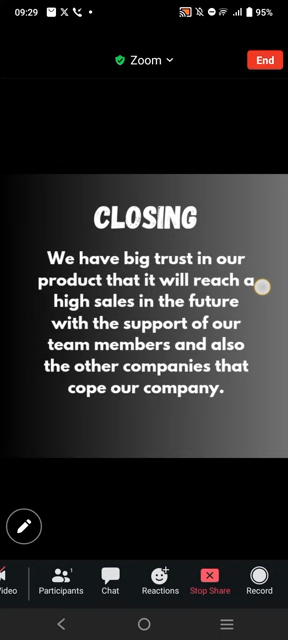 09:29
95%
Zoom
End
CLOSING
We have big trust in our
product that it will reach a
high sales in the future
with the support of our
team members and also
the other companies that
cope our company.
ideo
Participants
1
Chat
Reactions
Stop Share
Record